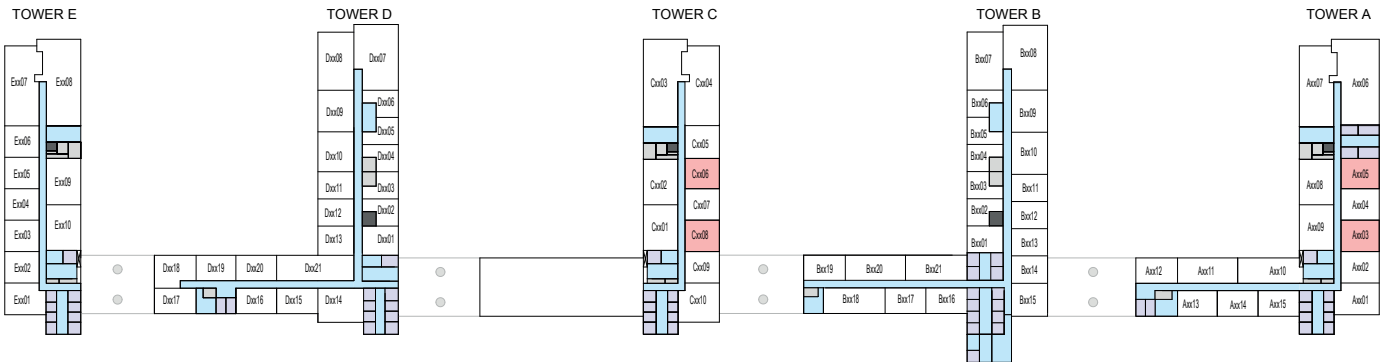 TOWER E
TOWER D
TOWER C
TOWER B
TOWER A
Exx07
Exx08
Exx06
Exx05
Exx09
Exx04
Exx03
Exx10
Exx02
Exx01
Dxx08
Dxx07
Dxx09
Dxx06
Dxx05
Dxx10
Dxx04
Dxx11
Dxx03
Dxx12
Dxx02
Dxx13
Dxx01
Dxx18
Dxx19
Dxx20
Dxx21
Dxx17
Dxx16
Dxx15
Dxx14
Cxx03
Cxx04
Cxx05
Cxx06
Cxx02
Cxx07
Cxx01
Cxx08
Cxx09
Cxx10
Bxx07
Bxx08
Bxx06
Bxx09
Bxx05
Bxx04
Bxx10
Bxx03
Bxx11
Bxx02
Bxx12
Bxx01
Bxx13
Bxx19
Bxx20
Bxx21
Bxx14
Bxx18
Bxx17
Bxx16
Bxx15
Axx07
Axx06
Axx05
Axx08
Axx04
Axx09
Axx03
Axx12
Axx11
Axx10
Axx02
Axx13
Axx14
Axx15
Axx01